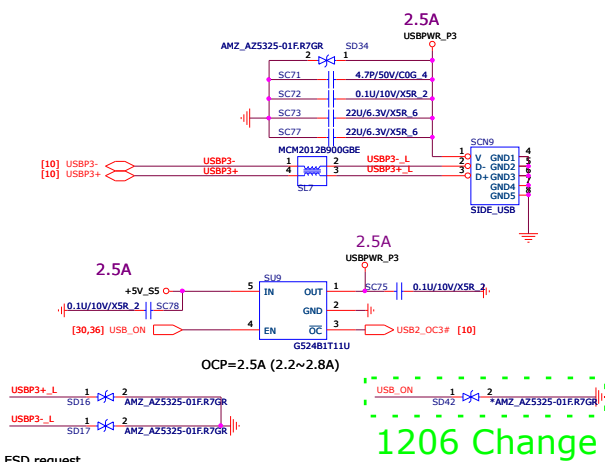 2.5A
USBPWR_P3
AMZ_AZ5325-01F.R7GR SD34
2 1
SC71 4.7P/50V/C0G_4
SC72 0.1U/10V/X5R_2
SC73 22U/6.3V/X5R_6
SC77 22U/6.3V/X5R_6
MCM2012B900GBE
SCN9
[10] USBP3- USBP3- 1 2 USBP3-_L
[10] USBP3+ USBP3+ 4 3 USBP3+_L
SL7
1 V GND1 4
2 D- GND2 5
3 D+ GND3 6
GND4 7
GND5 8
SIDE_USB
2.5A
USBPWR_P3
2.5A
+5V_S5
SU9
5 IN OUT 1
SC75 0.1U/10V/X5R_2
0.1U/10V/X5R_2 SC78
GND 2
[30,36] USB_ON 4 EN OC 3 USB2_OC3# [10]
G524B1T11U
OCP=2.5A (2.2~2.8A)
USBP3+_L 1 2
SD16 AMZ_AZ5325-01F.R7GR
USBP3-_L 1 2
SD17 AMZ_AZ5325-01F.R7GR
USB_ON 1 2
SD42 *AMZ_AZ5325-01F.R7GR
1206 Change
ESD request